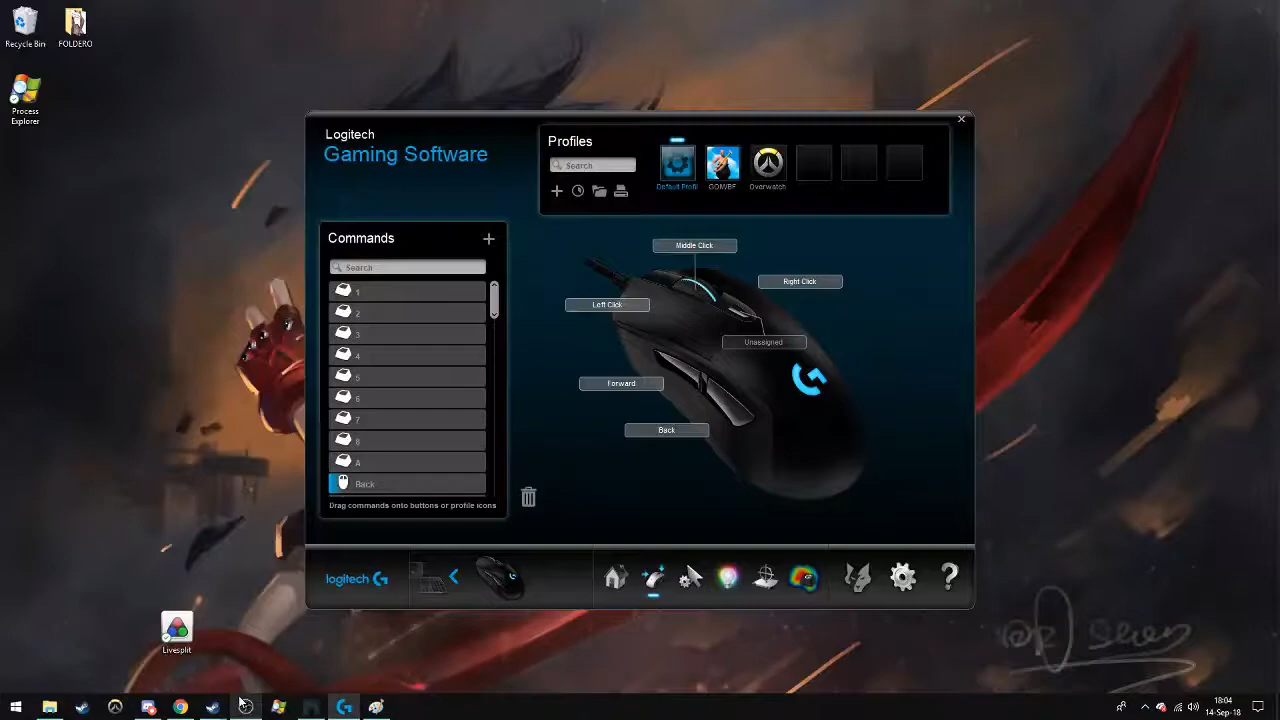 Recycle Bin
FOLDERO
Process
Explorer
Livesplit
Logitech
Gaming Software
Profiles
Search
Default Profil
GOM/BF
Overwatch
Commands
Search
1
2
3
4
5
6
7
8
A
Back
Drag commands onto buttons or profile icons
Middle Click
Right Click
Left Click
Unassigned
Forward
Back
logitech
18:04
14-Sep-18